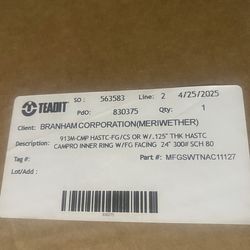 TEADIT SO : 563583 Line: 2 4/25/2025
PdO: 830375 Qty: 1
Client: BRANHAM CORPORATION(MERIWETHER)
Description: 913M-CMP HASTC-FG/CS OR W/.125" THK HASTC
CAMPRO INNER RING W/FG FACING 24" 300# SCH 80
Tag #: Part #: MFGSWTNAC11127
Lot/Addul :